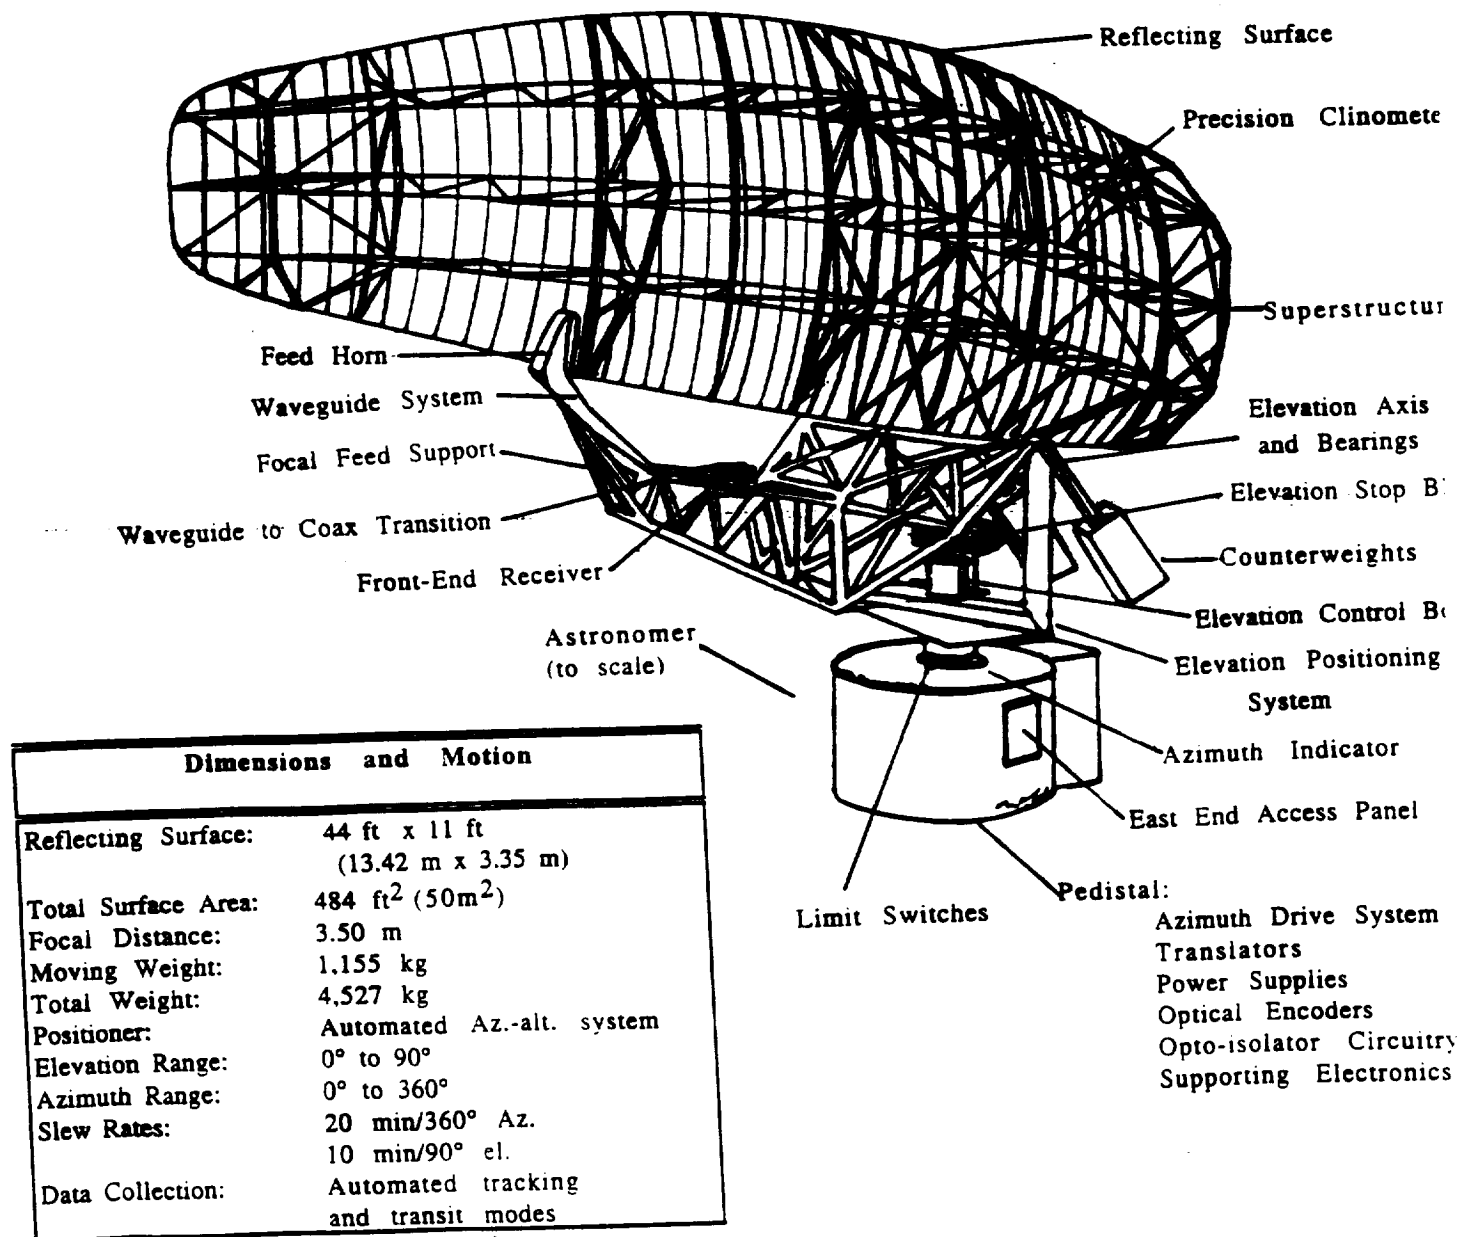 Reflecting Surface
Precision Clinomete
Superstructur
Feed Horn
Waveguide System
Elevation Axis
and Bearings
Focal Feed Support
Elevation Stop B
Waveguide to Coax Transition
Counterweights
Front-End Receiver
Elevation Control Bo
Astronomer
(to scale)
Elevation Positioning
System
Azimuth Indicator
East End Access Panel
Limit Switches
Pedistal:
Azimuth Drive System
Translators
Power Supplies
Optical Encoders
Opto-isolator Circuitry
Supporting Electronics
Dimensions and Motion
Reflecting Surface: 44 ft x 11 ft
(13.42 m x 3.35 m)
Total Surface Area: 484 ft² (50m²)
Focal Distance: 3.50 m
Moving Weight: 1,155 kg
Total Weight: 4,527 kg
Positioner: Automated Az.-alt. system
Elevation Range: 0° to 90°
Azimuth Range: 0° to 360°
Slew Rates: 20 min/360° Az.
10 min/90° el.
Data Collection: Automated tracking
and transit modes